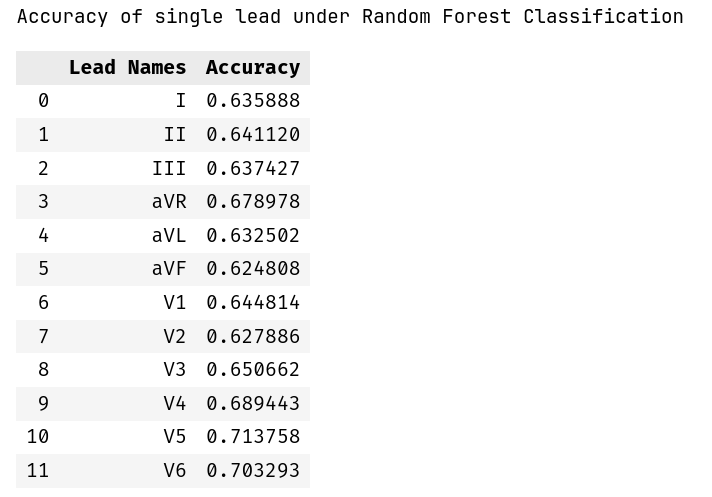 Accuracy of single lead under Random Forest Classification
Lead Names Accuracy
0 I 0.635888
1 II 0.641120
2 III 0.637427
3 aVR 0.678978
4 aVL 0.632502
5 aVF 0.624808
6 V1 0.644814
7 V2 0.627886
8 V3 0.650662
9 V4 0.689443
10 V5 0.713758
11 V6 0.703293